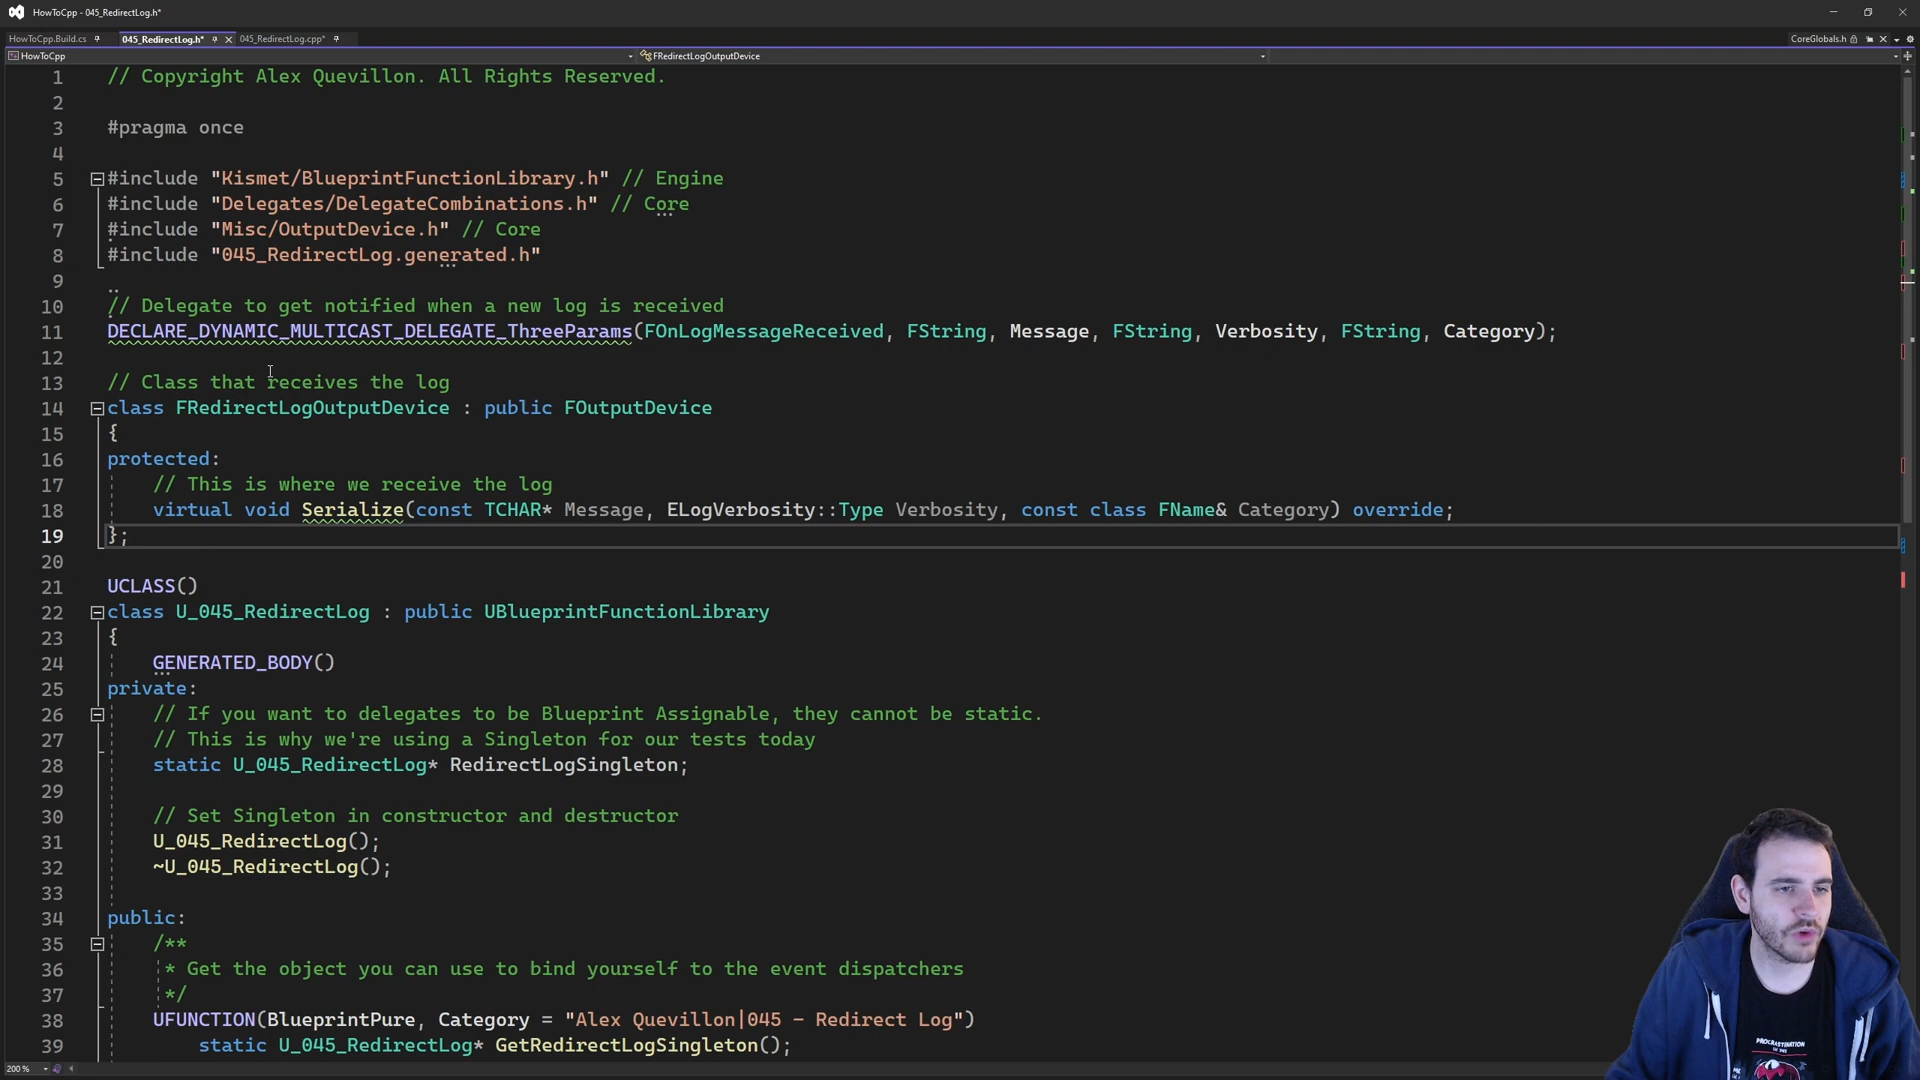 HowToCpp - 045_RedirectLog.h*
HowToCpp.Build.cs 045_RedirectLog.h* 045_RedirectLog.cpp* CoreGlobals.h
HowToCpp FRedirectLogOutputDevice
1 // Copyright Alex Quevillon. All Rights Reserved.
2
3 #pragma once
4
5 #include "Kismet/BlueprintFunctionLibrary.h" // Engine
6 #include "Delegates/DelegateCombinations.h" // Core
7 #include "Misc/OutputDevice.h" // Core
8 #include "045_RedirectLog.generated.h"
9
10 // Delegate to get notified when a new log is received
11 DECLARE_DYNAMIC_MULTICAST_DELEGATE_ThreeParams(FOnLogMessageReceived, FString, Message, FString, Verbosity, FString, Category);
12
13 // Class that receives the log
14 class FRedirectLogOutputDevice : public FOutputDevice
15 {
16 protected:
17 // This is where we receive the log
18 virtual void Serialize(const TCHAR* Message, ELogVerbosity::Type Verbosity, const class FName& Category) override;
19 };
20
21 UCLASS()
22 class U_045_RedirectLog : public UBlueprintFunctionLibrary
23 {
24 GENERATED_BODY()
25 private:
26 // If you want to delegates to be Blueprint Assignable, they cannot be static.
27 // This is why we're using a Singleton for our tests today
28 static U_045_RedirectLog* RedirectLogSingleton;
29
30 // Set Singleton in constructor and destructor
31 U_045_RedirectLog();
32 ~U_045_RedirectLog();
33
34 public:
35 /**
36 * Get the object you can use to bind yourself to the event dispatchers
37 */
38 UFUNCTION(BlueprintPure, Category = "Alex Quevillon|045 - Redirect Log")
39 static U_045_RedirectLog* GetRedirectLogSingleton();
200 %
PROCRASTINATION